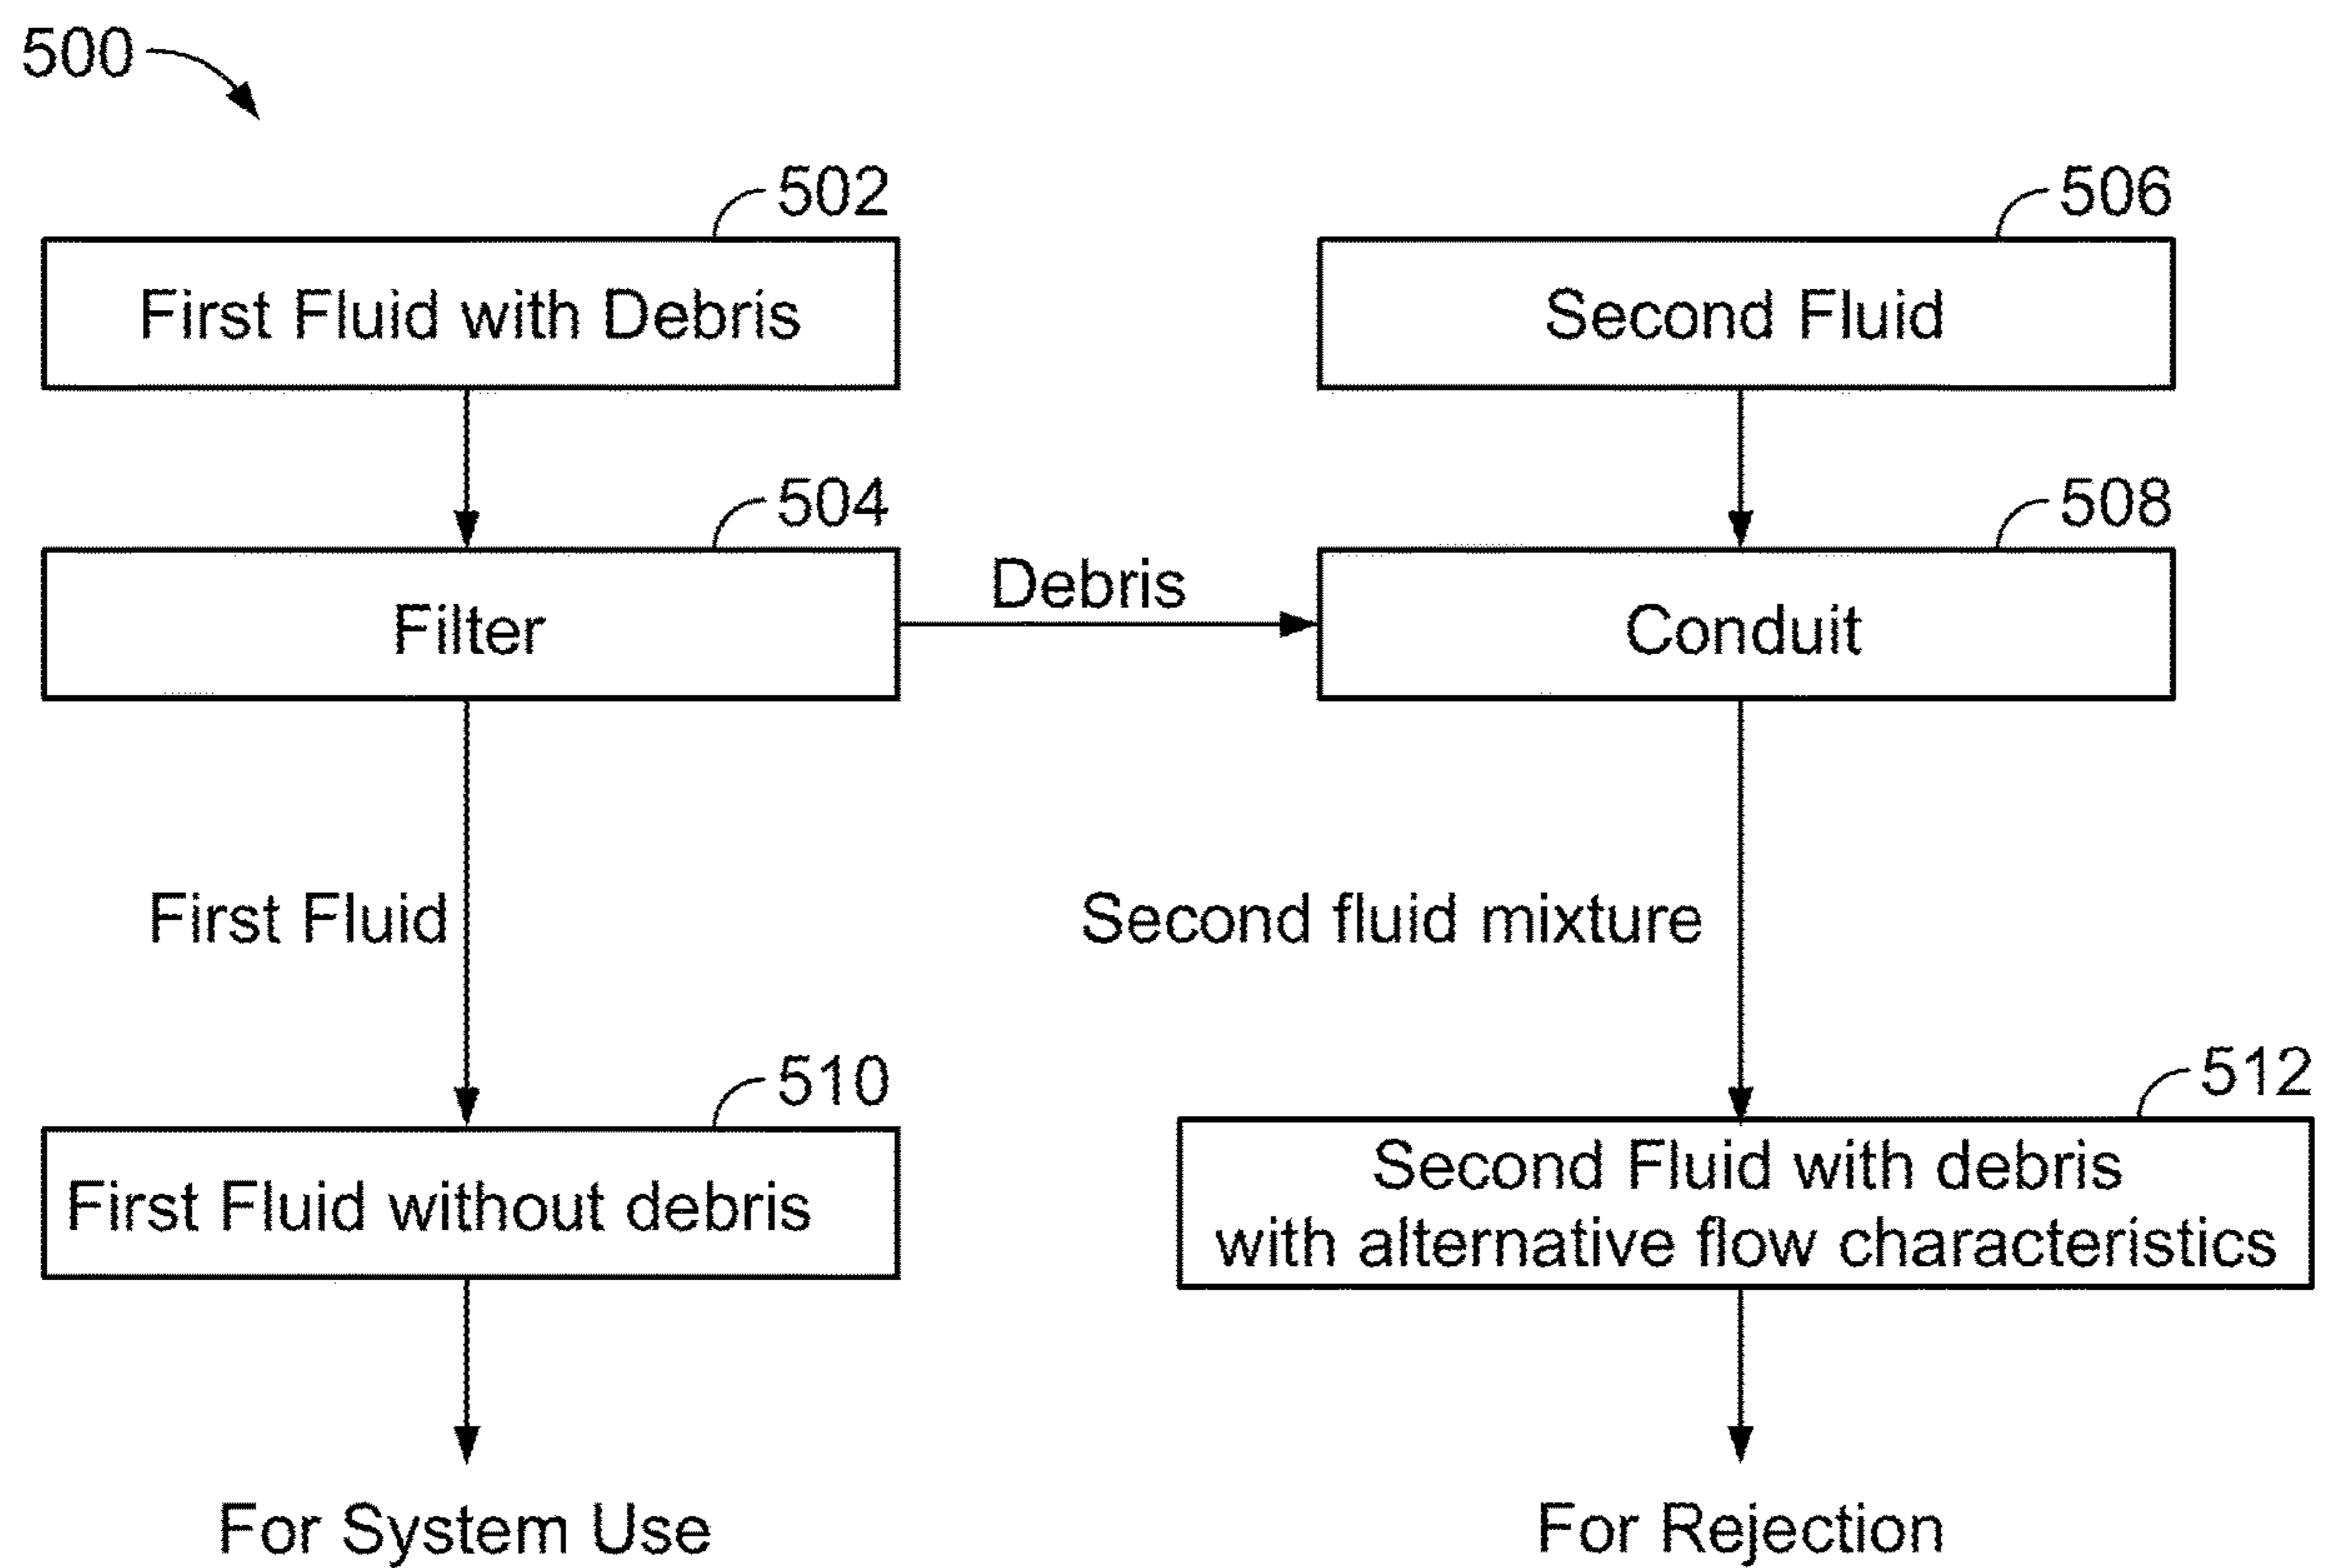 500
502
506
First Fluid with Debris
Second Fluid
504
508
Filter
Debris
Conduit
First Fluid
Second fluid mixture
510
512
First Fluid without debris
Second Fluid with debris
with alternative flow characteristics
For System Use
For Rejection